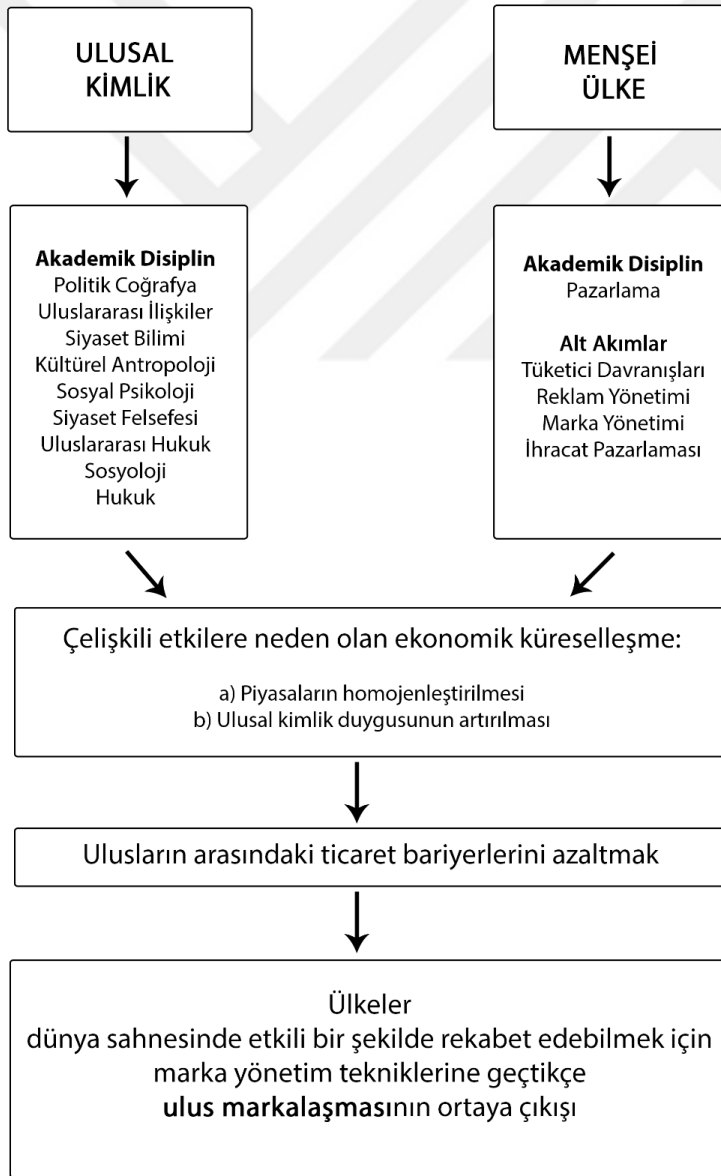 ULUSAL
KİMLİK
MENŞEİ
ÜLKE
Akademik Disiplin
Politik Coğrafya
Uluslararası İlişkiler
Siyaset Bilimi
Kültürel Antropoloji
Sosyal Psikoloji
Siyaset Felsefesi
Uluslararası Hukuk
Sosyoloji
Hukuk
Akademik Disiplin
Pazarlama
Alt Akımlar
Tüketici Davranışları
Reklam Yönetimi
Marka Yönetimi
İhracat Pazarlaması
Çelişkili etkilere neden olan ekonomik küreselleşme:
a) Piyasaların homojenleştirilmesi
b) Ulusal kimlik duygusunun artırılması
Ulusların arasındaki ticaret bariyerlerini azaltmak
Ülkeler
dünya sahnesinde etkili bir şekilde rekabet edebilmek için
marka yönetim tekniklerine geçtikçe
ulus markalaşmasının ortaya çıkışı